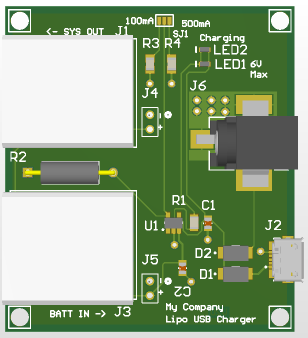 100mA
500mA
<- SYS OUT
J1
SJ1
R3
R4
Charging
LED2
LED1
6V
Max
J4
J6
+
R2
R1
C1
U1
J2
D2
J5
D1
+
C2
BATT IN ->
J3
My Company
Lipo USB Charger